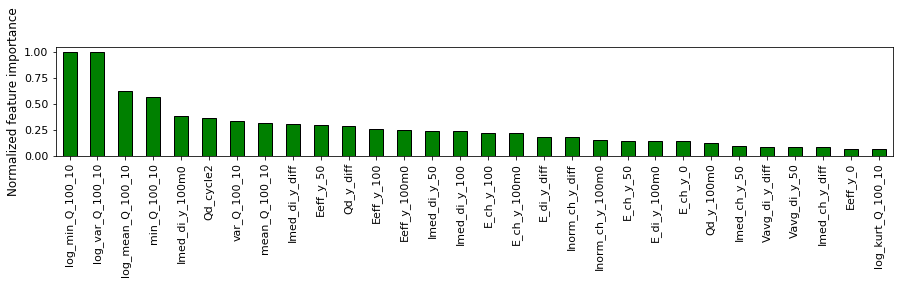 Normalized feature importance
1.00
0.75
0.50
0.25
0.00
log_min_Q_100_10
log_var_Q_100_10
log_mean_Q_100_10
min_Q_100_10
Imed_di_y_100m0
Qd_cycle2
var_Q_100_10
mean_Q_100_10
Imed_di_y_diff
Eeff_y_50
Qd_y_diff
Eeff_y_100
Eeff_y_100m0
Imed_di_y_50
Imed_di_y_100
E_ch_y_100
E_ch_y_100m0
E_di_y_diff
Inorm_ch_y_diff
Inorm_ch_y_100m0
E_ch_y_50
E_di_y_100m0
E_ch_y_0
Qd_y_100m0
Imed_ch_y_50
Vavg_di_y_diff
Vavg_di_y_50
Imed_ch_y_diff
Eeff_y_0
log_kurt_Q_100_10